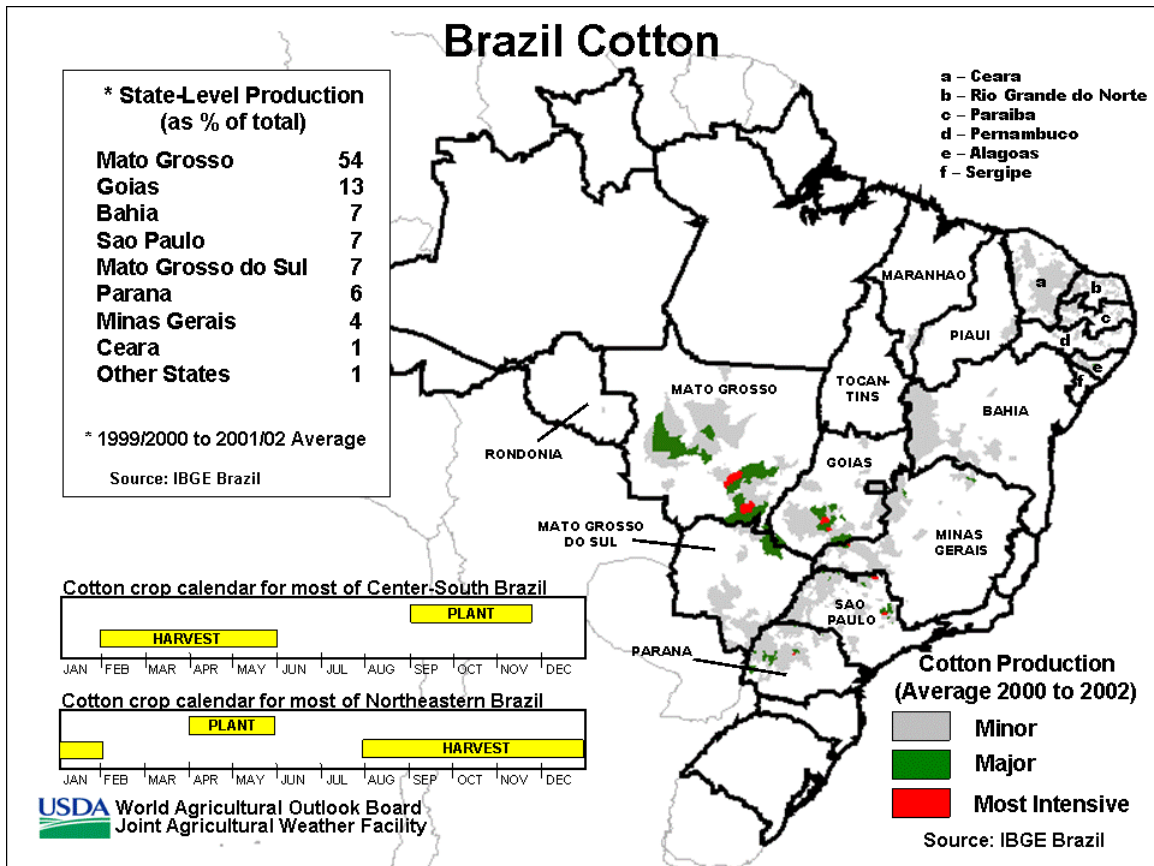 Brazil Cotton
* State-Level Production
(as % of total)
Mato Grosso 54
Goias 13
Bahia 7
Sao Paulo 7
Mato Grosso do Sul 7
Parana 6
Minas Gerais 4
Ceara 1
Other States 1
* 1999/2000 to 2001/02 Average
Source: IBGE Brazil
a – Ceara
b – Rio Grande do Norte
c – Paraiba
d – Pernambuco
e – Alagoas
f – Sergipe
MARANHAO
a
b
c
PIAUI
d
e
f
MATO GROSSO
TOCAN-
TINS
BAHIA
RONDONIA
GOIAS
MATO GROSSO
DO SUL
MINAS
GERAIS
SAO
PAULO
PARANA
Cotton crop calendar for most of Center-South Brazil
PLANT
HARVEST
JAN FEB MAR APR MAY JUN JUL AUG SEP OCT NOV DEC
Cotton crop calendar for most of Northeastern Brazil
PLANT
HARVEST
JAN FEB MAR APR MAY JUN JUL AUG SEP OCT NOV DEC
Cotton Production
(Average 2000 to 2002)
Minor
Major
Most Intensive
Source: IBGE Brazil
USDA World Agricultural Outlook Board
Joint Agricultural Weather Facility